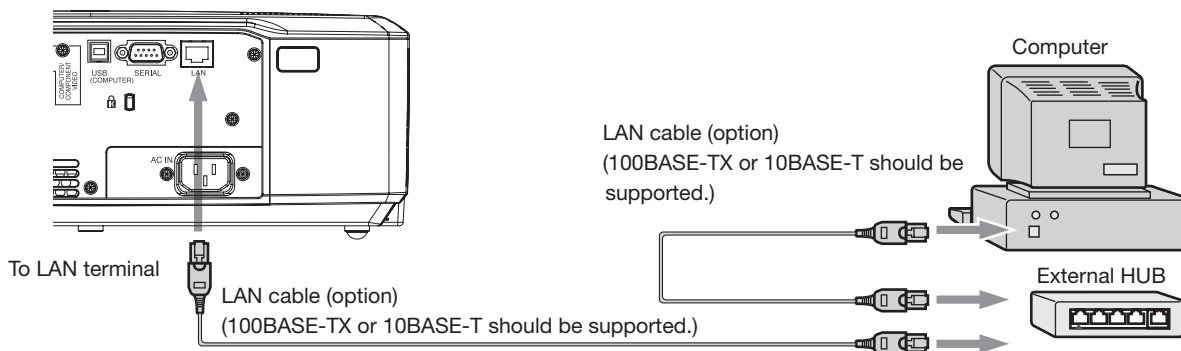 COMPUTER/
COMPONENT
VIDEO
USB
(COMPUTER)
SERIAL
LAN
AC IN
To LAN terminal
LAN cable (option)
(100BASE-TX or 10BASE-T should be supported.)
LAN cable (option)
(100BASE-TX or 10BASE-T should be
supported.)
Computer
External HUB